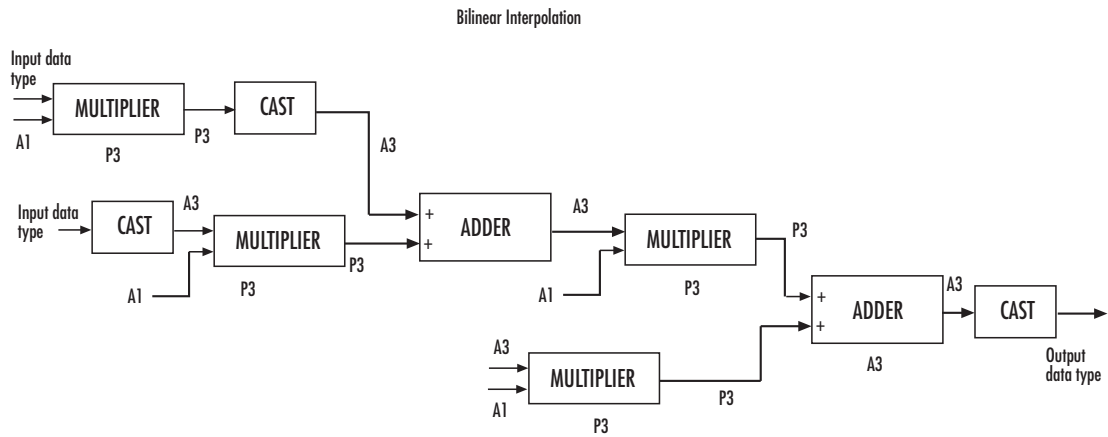 Bilinear Interpolation
Input data
type
MULTIPLIER
A1
P3
P3
CAST
A3
Input data
type
CAST
A3
MULTIPLIER
A1
P3
P3
+
+
ADDER
A3
MULTIPLIER
A1
P3
P3
A3
A1
MULTIPLIER
P3
P3
+
+
ADDER
A3
A3
CAST
Output
data type